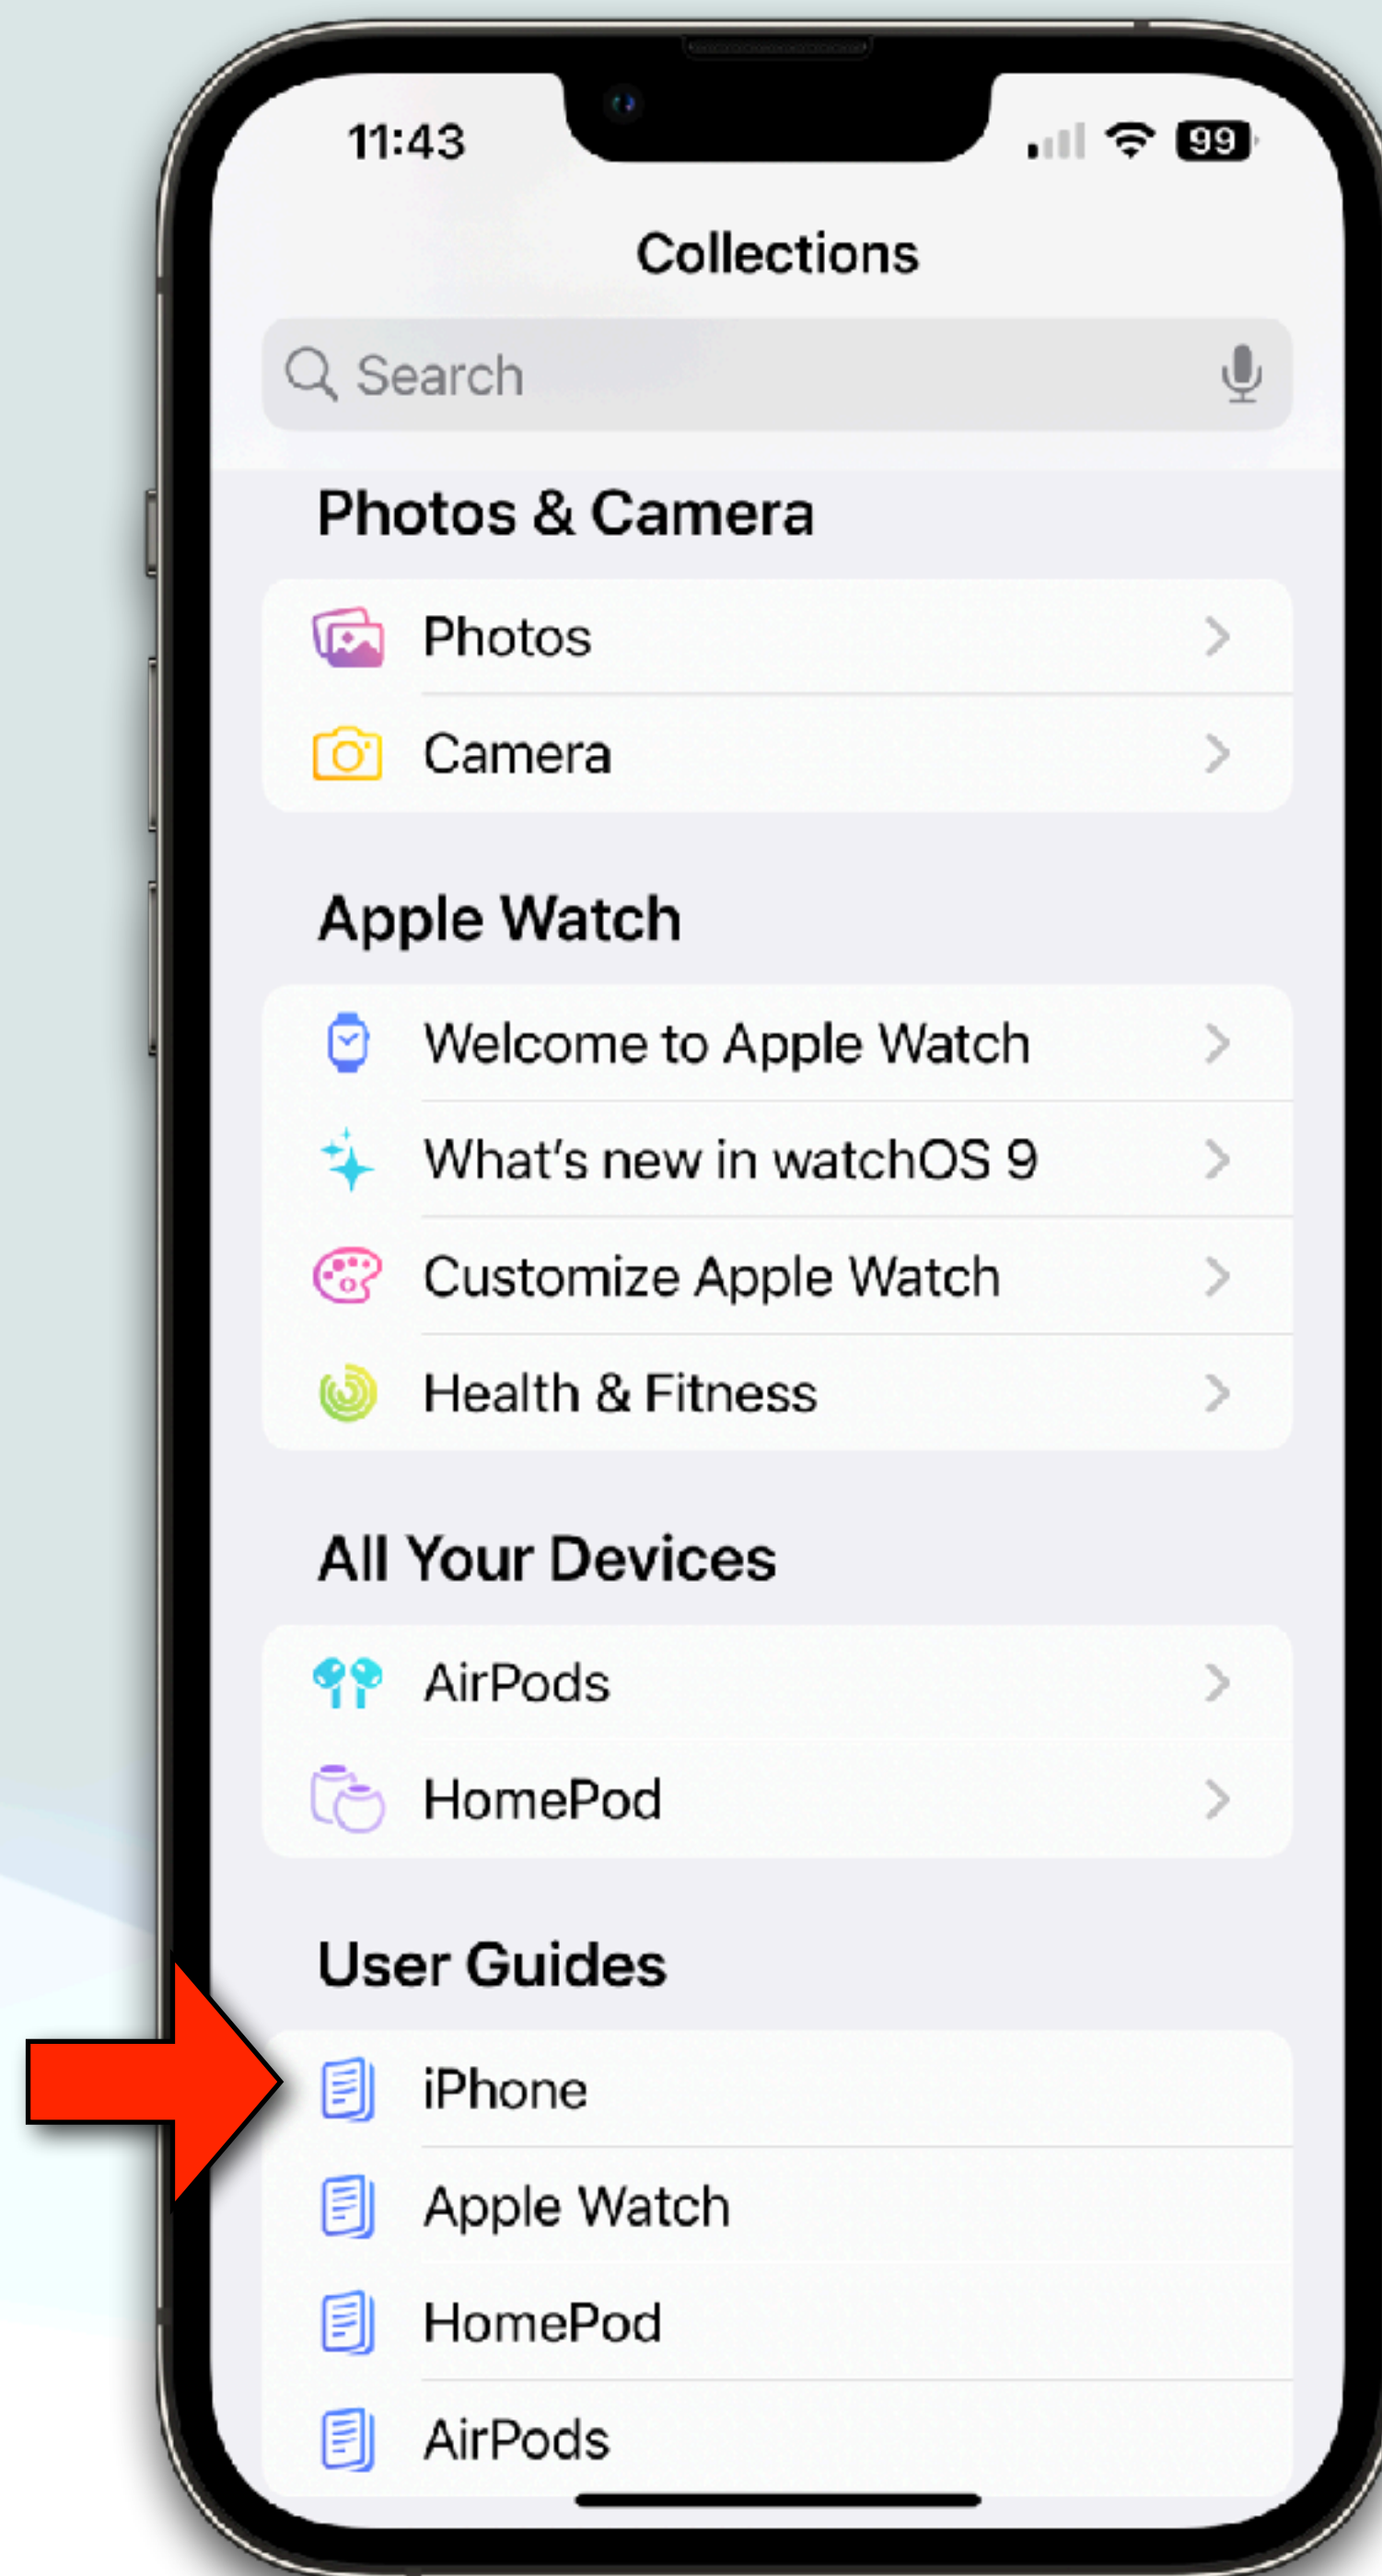 11:43
99
Collections
Search
Photos & Camera
Photos
Camera
Apple Watch
Welcome to Apple Watch
What's new in watchOS 9
Customize Apple Watch
Health & Fitness
All Your Devices
AirPods
HomePod
User Guides
iPhone
Apple Watch
HomePod
AirPods